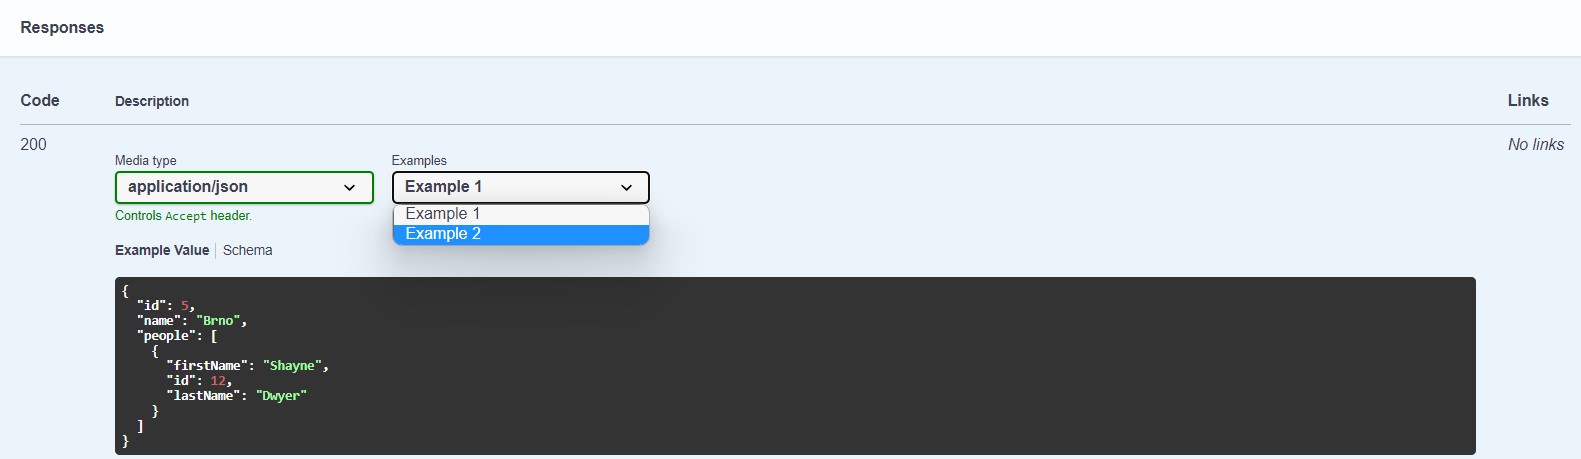 Responses
Code Description Links
200 No links
Media type Examples
application/json Example 1
Controls Accept header.
Example 1
Example 2
Example Value Schema
{
  "id": 5,
  "name": "Brno",
  "people": [
    {
      "firstName": "Shayne",
      "id": 12,
      "lastName": "Dwyer"
    }
  ]
}